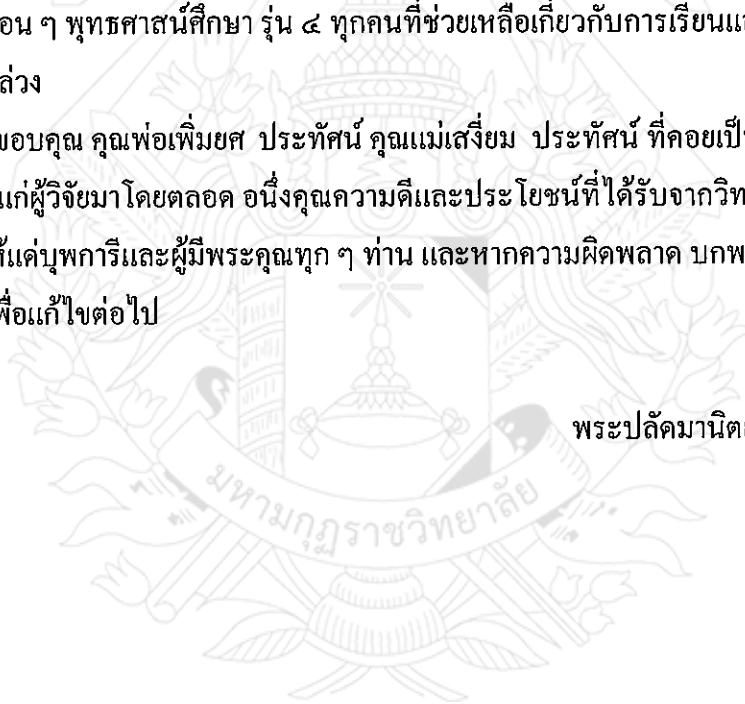 อน ๆ พุทธศาสน์ศึกษา รุ่น ๔ ทุกคนที่ช่วยเหลือเกี่ยวกับการเรียนแล
ล่วง
ขอบคุณ คุณพ่อเพิ่มยศ ประทัศน์ คุณแม่เสงี่ยม ประทัศน์ ที่คอยเป็น
แก่ผู้วิจัยมาโดยตลอด อนึ่งคุณความดีและประโยชน์ที่ได้รับจากวิท
ห้แค่บุพการีและผู้มีพระคุณทุก ๆ ท่าน และหากความผิดพลาด บกพ
พื่อแก้ไขต่อไป
พระปลัดมานิต
มหามกุฏราชวิทยาลัย